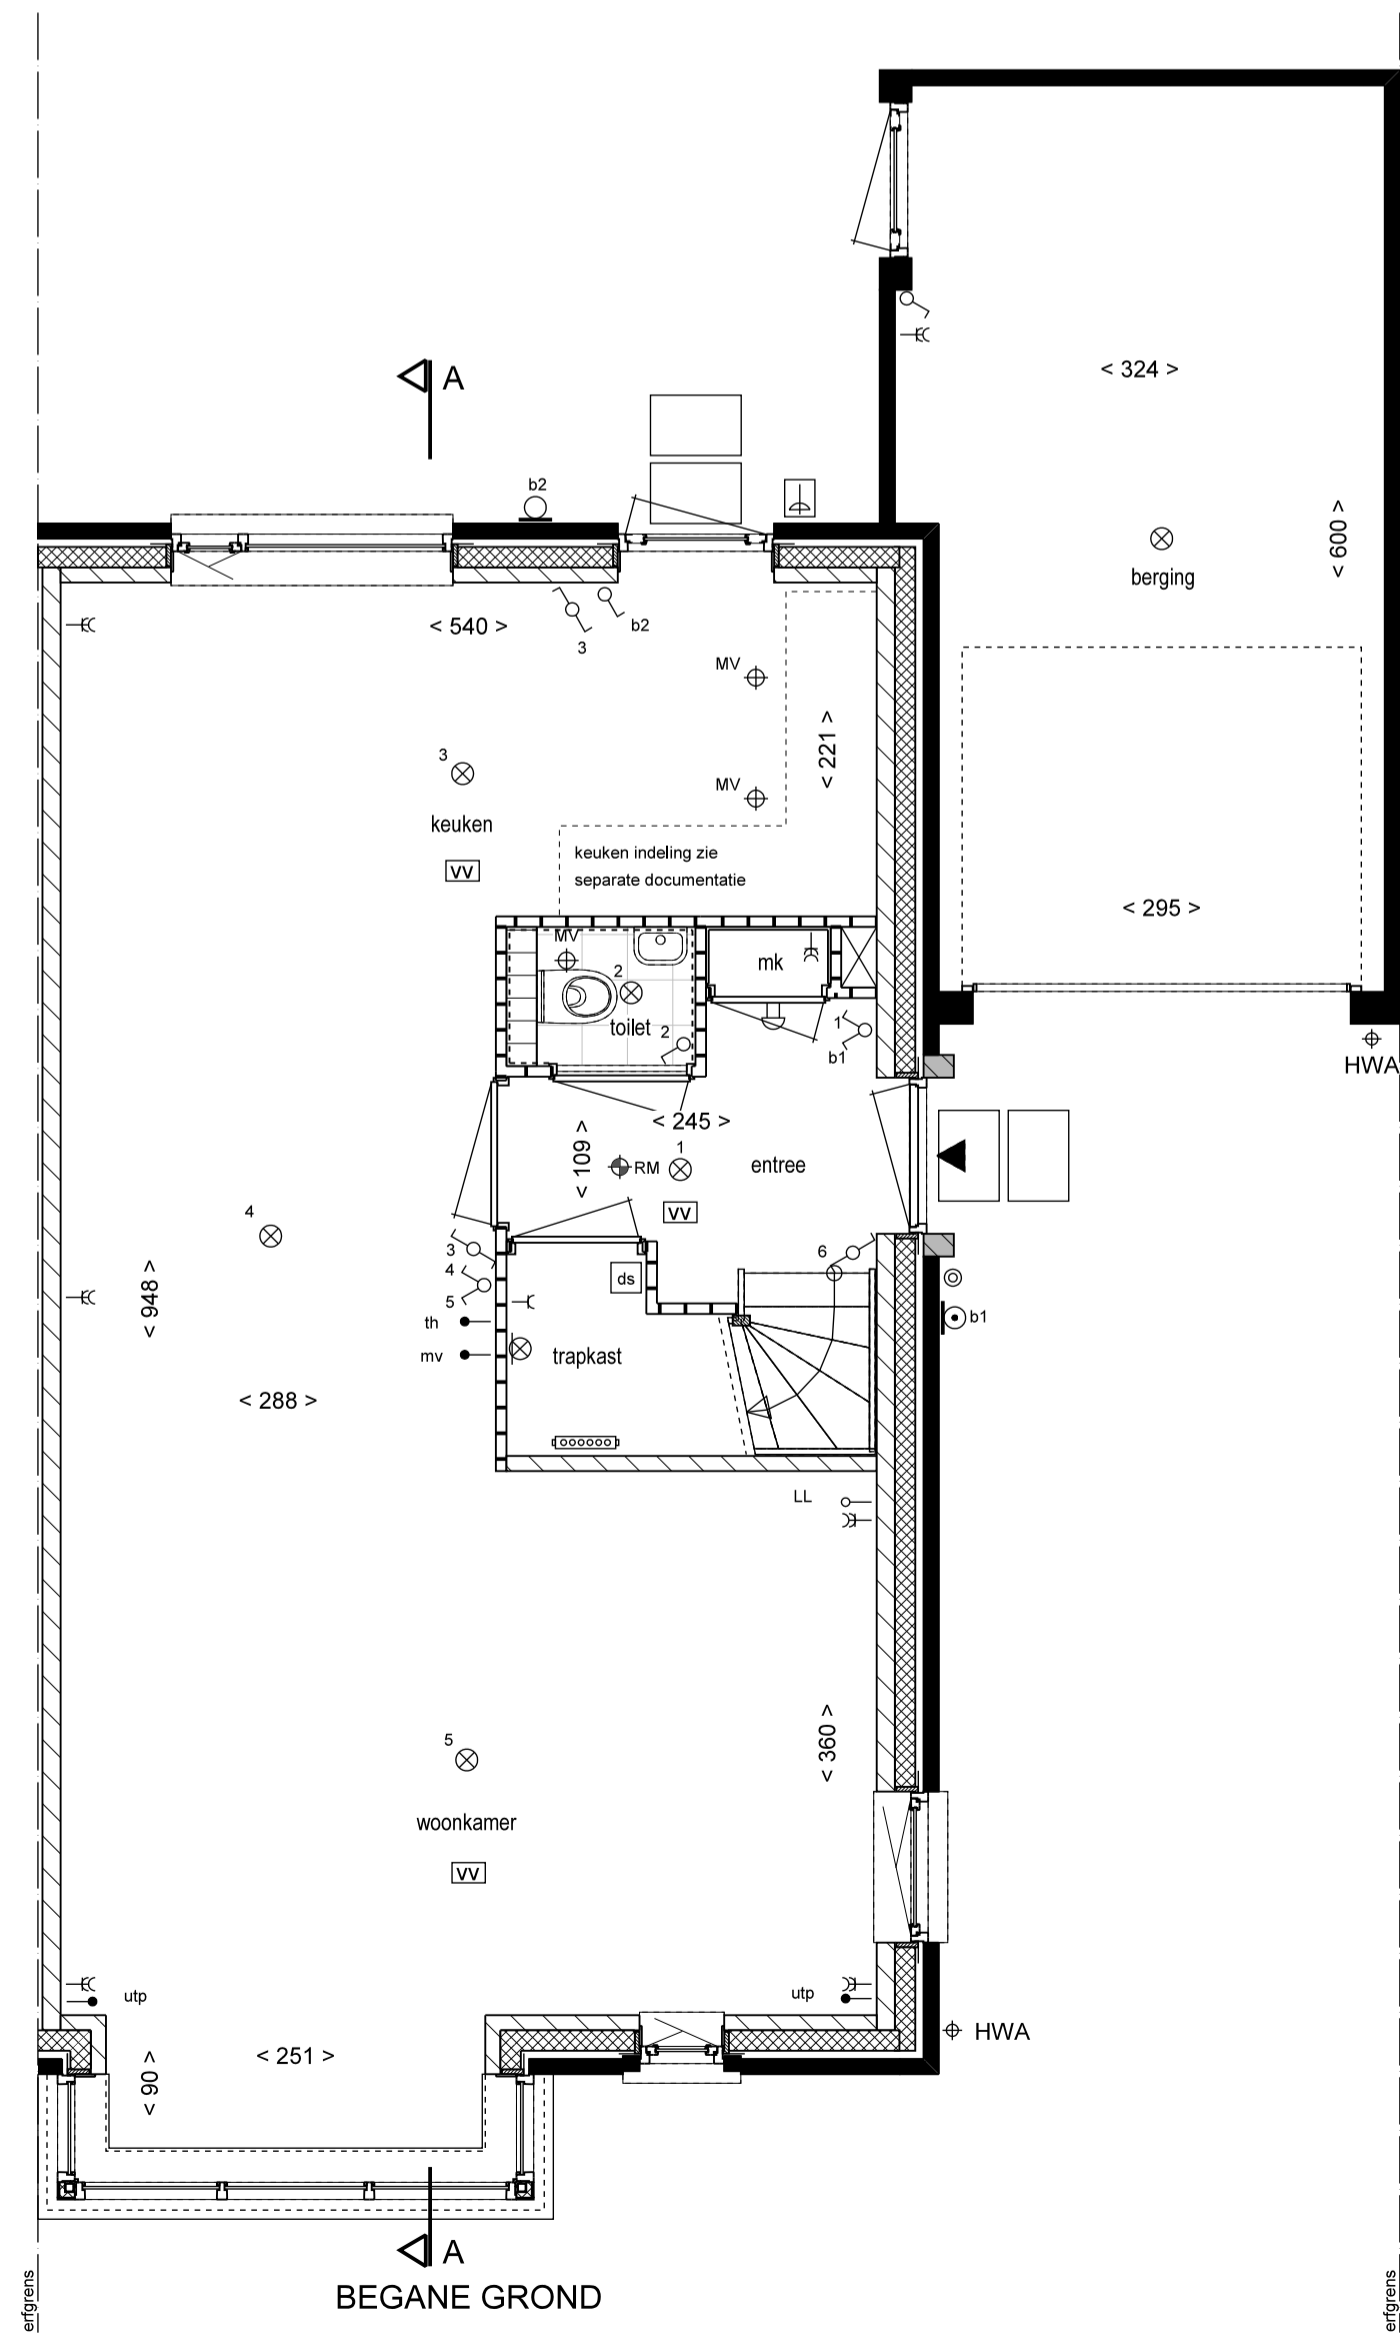 A
b2
< 324 >
< 600 >
berging
< 540 >
3
b2
MV
< 221 >
3
MV
keuken
VV
keuken indeling zie
separate documentatie
< 295 >
MV
2
mk
toilet
2
1
b1
HWA
< 245 >
< 109 >
RM
1
entree
VV
4
3
4
5
th
mv
ds
6
b1
trapkast
< 948 >
< 288 >
LL
5
< 360 >
woonkamer
VV
utp
utp
HWA
< 251 >
< 90 >
A
BEGANE GROND
erfgrens
erfgrens